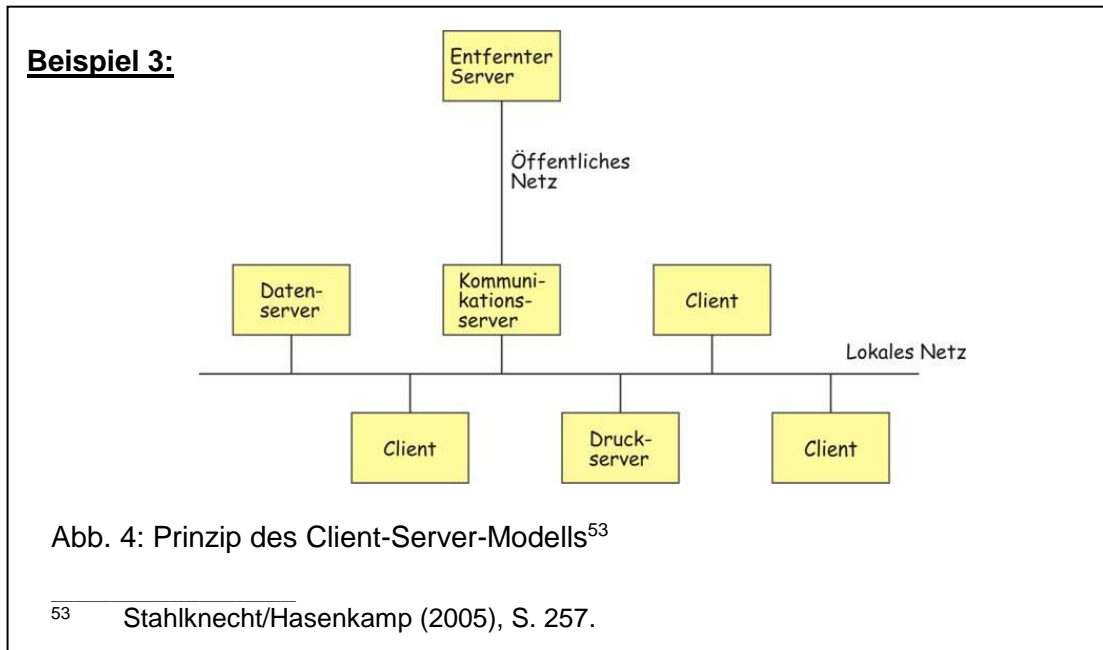 Beispiel 3:
Entfernter
Server
Öffentliches
Netz
Daten-
server
Kommuni-
kations-
server
Client
Lokales Netz
Client
Druck-
server
Client
Abb. 4: Prinzip des Client-Server-Modells53
53 Stahlknecht/Hasenkamp (2005), S. 257.